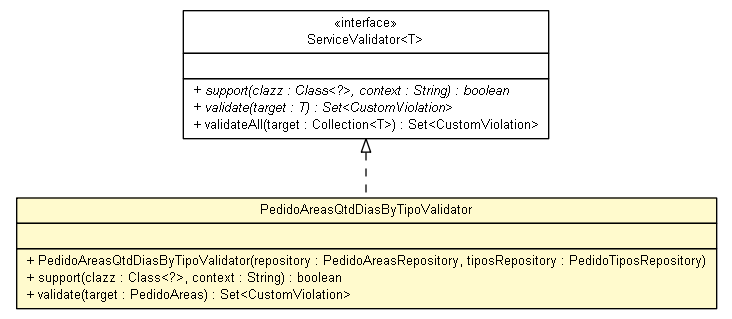 «interface»
ServiceValidator<T>
+ support(clazz : Class<?>, context : String) : boolean
+ validate(target : T) : Set<CustomViolation>
+ validateAll(target : Collection<T>) : Set<CustomViolation>
PedidoAreasQtdDiasByTipoValidator
+ PedidoAreasQtdDiasByTipoValidator(repository : PedidoAreasRepository, tiposRepository : PedidoTiposRepository)
+ support(clazz : Class<?>, context : String) : boolean
+ validate(target : PedidoAreas) : Set<CustomViolation>